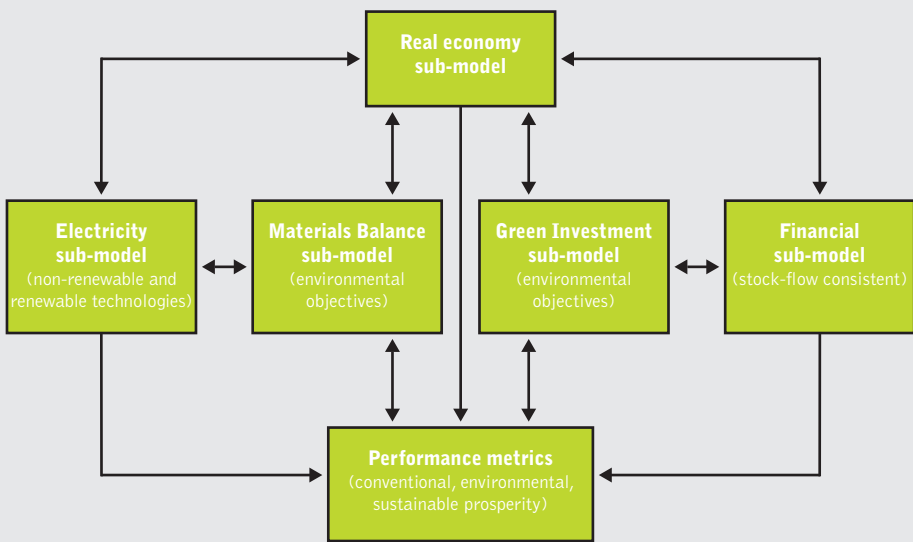 Real economy
sub-model
Electricity
sub-model
(non-renewable and
renewable technologies)
Materials Balance
sub-model
(environmental
objectives)
Green Investment
sub-model
(environmental
objectives)
Financial
sub-model
(stock-flow consistent)
Performance metrics
(conventional, environmental,
sustainable prosperity)